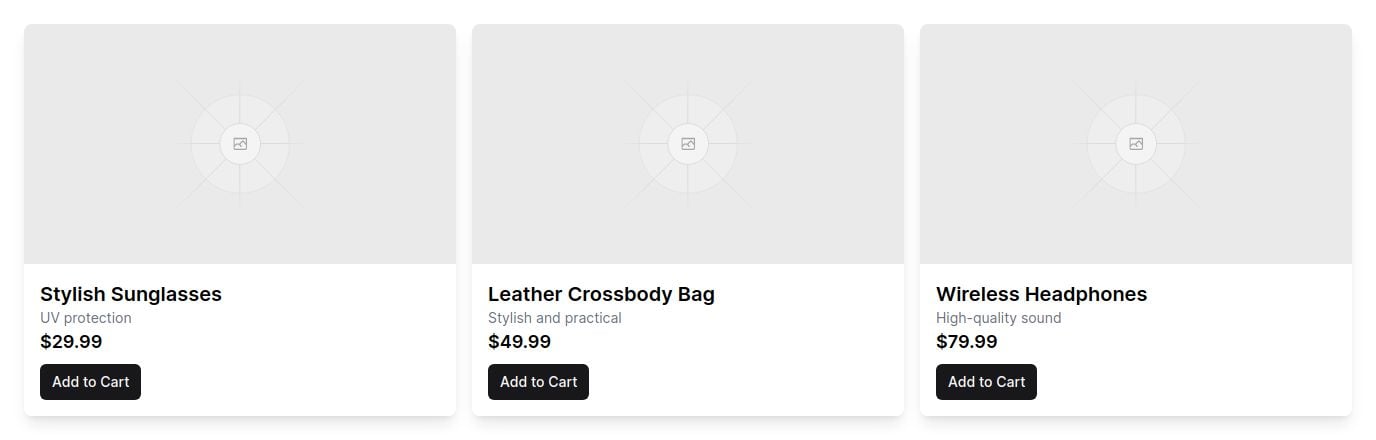 Stylish Sunglasses
UV protection
$29.99
Add to Cart
Leather Crossbody Bag
Stylish and practical
$49.99
Add to Cart
Wireless Headphones
High-quality sound
$79.99
Add to Cart